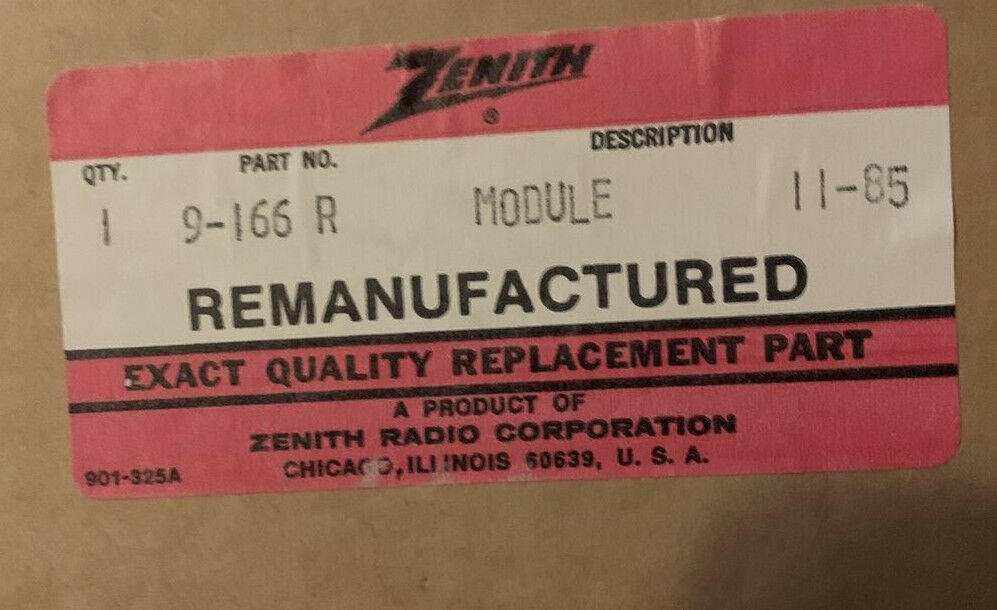 ZENITH
®
QTY. PART NO. DESCRIPTION
1 9-166 R MODULE 11-85
REMANUFACTURED
EXACT QUALITY REPLACEMENT PART
A PRODUCT OF
ZENITH RADIO CORPORATION
CHICAGO, ILLINOIS 60639, U. S. A.
901-325A